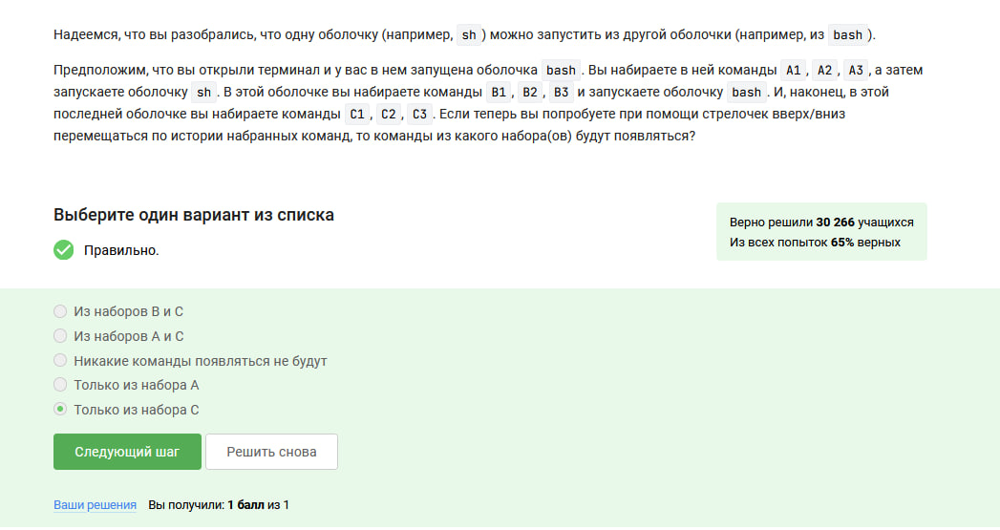 Надеемся, что вы разобрались, что одну оболочку (например, sh ) можно запустить из другой оболочки (например, из bash ).
Предположим, что вы открыли терминал и у вас в нем запущена оболочка bash . Вы набираете в ней команды A1 , A2 , A3 , а затем
запускаете оболочку sh . В этой оболочке вы набираете команды B1 , B2 , B3 и запускаете оболочку bash . И, наконец, в этой
последней оболочке вы набираете команды C1 , C2 , C3 . Если теперь вы попробуете при помощи стрелочек вверх/вниз
перемещаться по истории набранных команд, то команды из какого набора(ов) будут появляться?
Выберите один вариант из списка
Правильно.
Верно решили 30 266 учащихся
Из всех попыток 65% верных
Из наборов B и C
Из наборов A и C
Никакие команды появляться не будут
Только из набора A
Только из набора C
Следующий шаг
Решить снова
Ваши решения Вы получили: 1 балл из 1